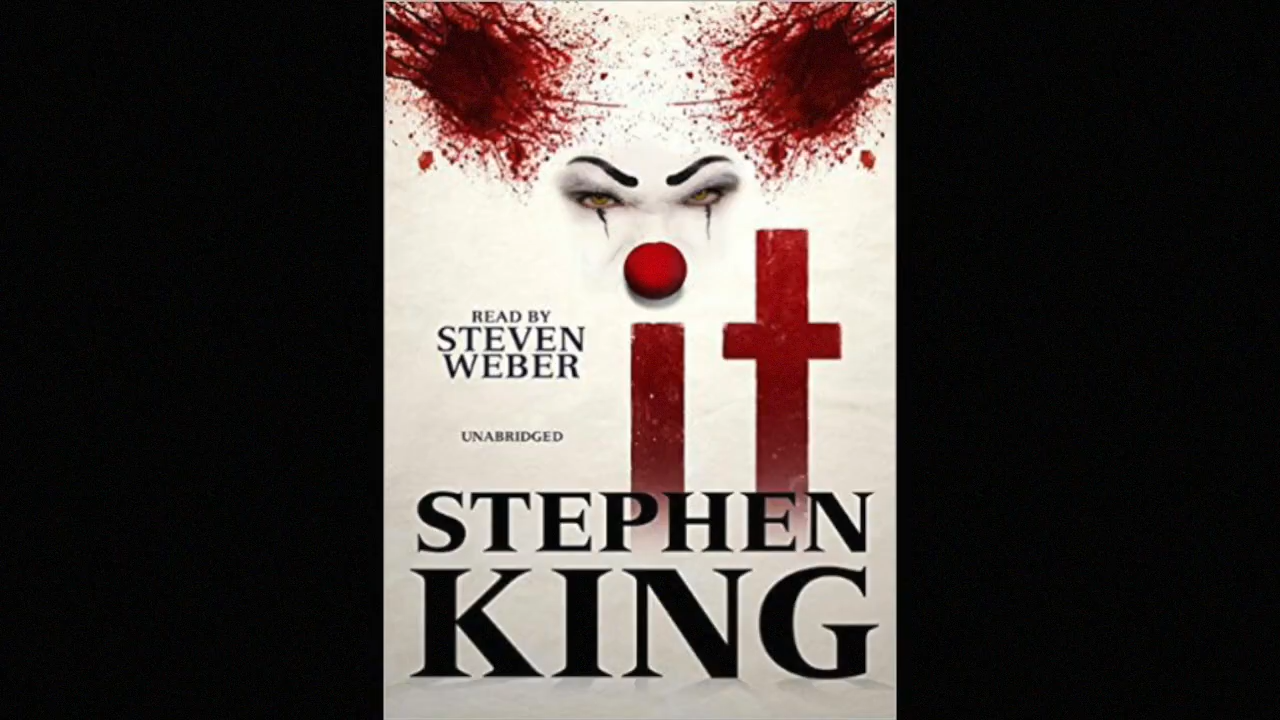 it
READ BY
STEVEN
WEBER
UNABRIDGED
STEPHEN
KING